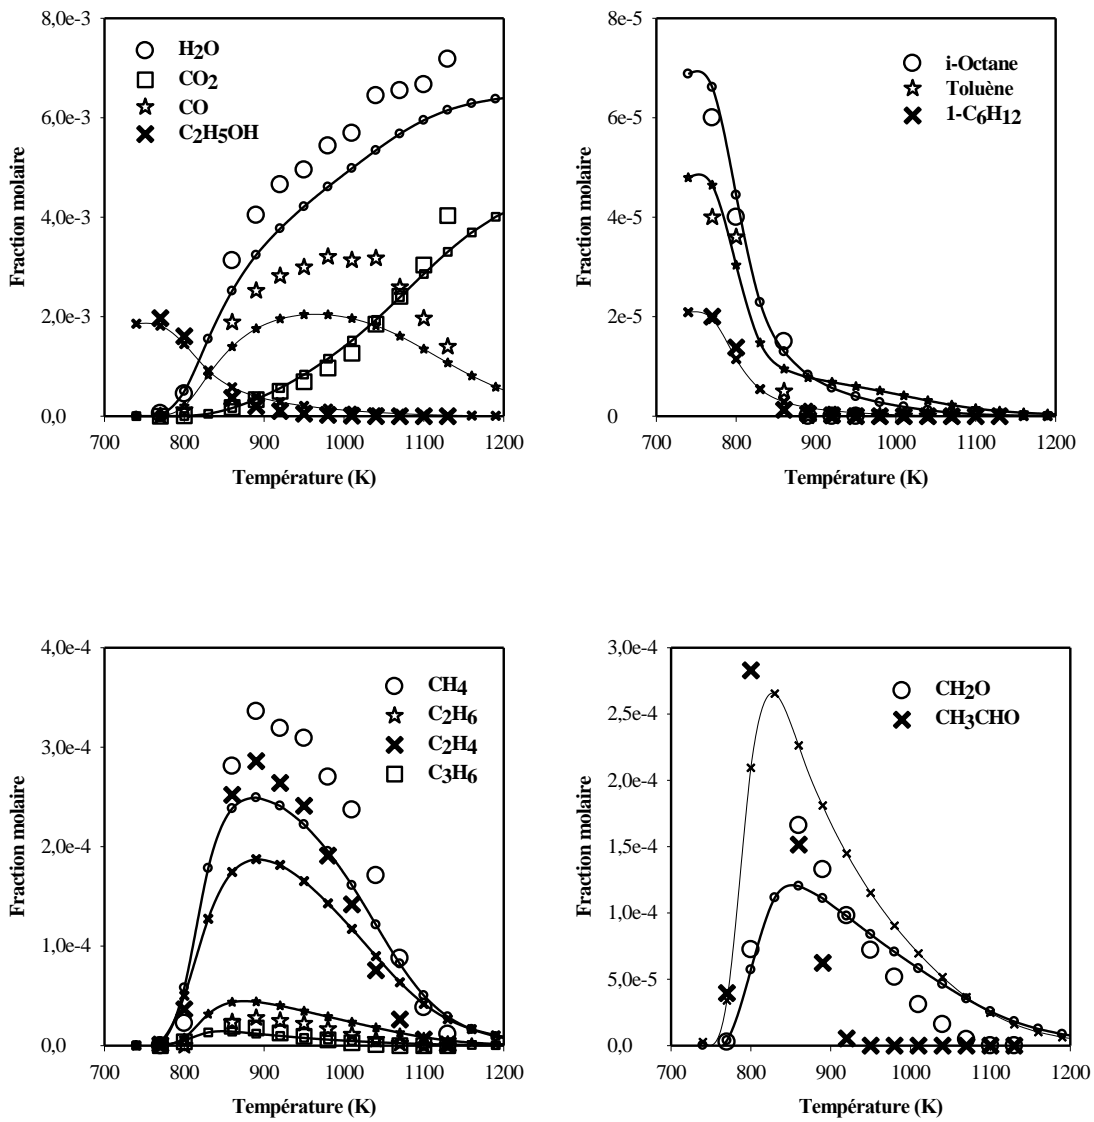 8,0e-3
6,0e-3
4,0e-3
2,0e-3
0,0
Fraction molaire
H2O
CO2
CO
C2H5OH
700 800 900 1000 1100 1200
Température (K)
8e-5
6e-5
4e-5
2e-5
0
Fraction molaire
i-Octane
Toluène
1-C6H12
700 800 900 1000 1100 1200
Température (K)
4,0e-4
3,0e-4
2,0e-4
1,0e-4
0,0
Fraction molaire
CH4
C2H6
C2H4
C3H6
700 800 900 1000 1100 1200
Température (K)
3,0e-4
2,5e-4
2,0e-4
1,5e-4
1,0e-4
5,0e-5
0,0
Fraction molaire
CH2O
CH3CHO
700 800 900 1000 1100 1200
Température (K)